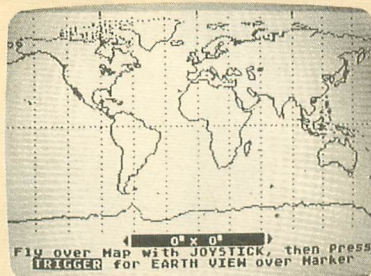 0° x 0°
Fly over Map with JOYSTICK, then Press
TRIGGER for EARTH VIEW over Marker